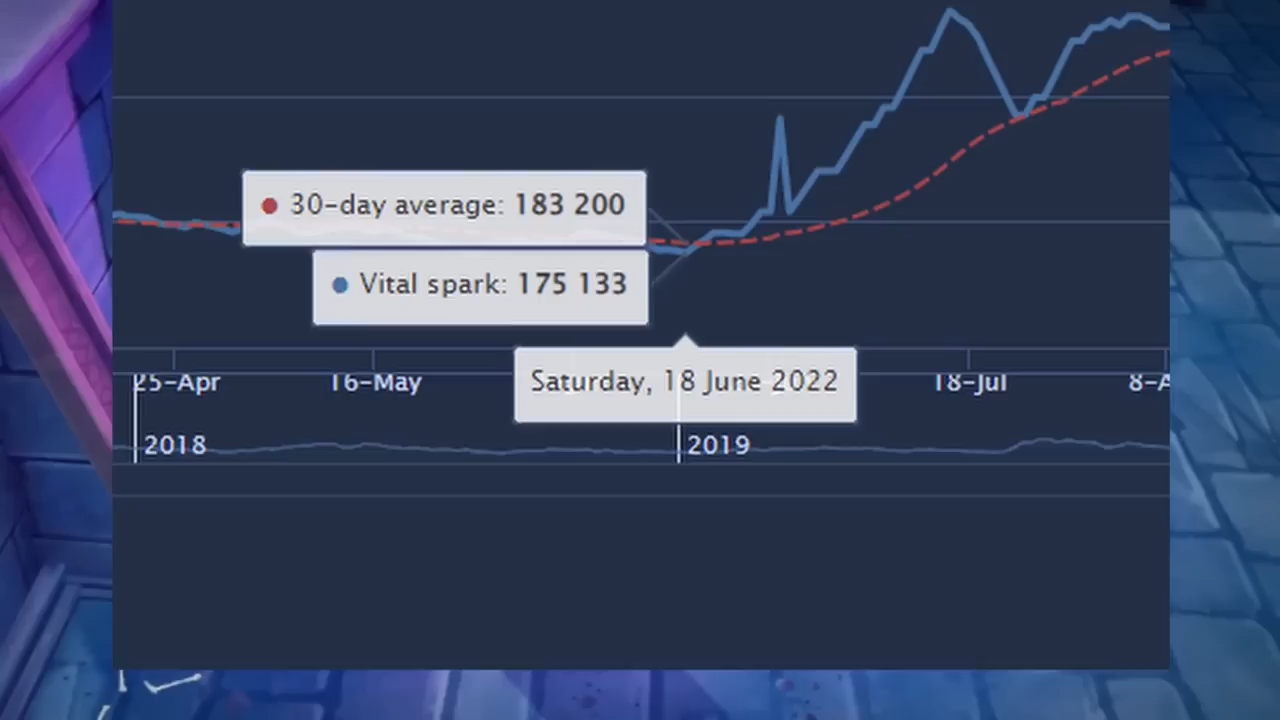 30-day average: 183 200
Vital spark: 175 133
Saturday, 18 June 2022
25-Apr 16-May 18-Jul 8-A
2018 2019